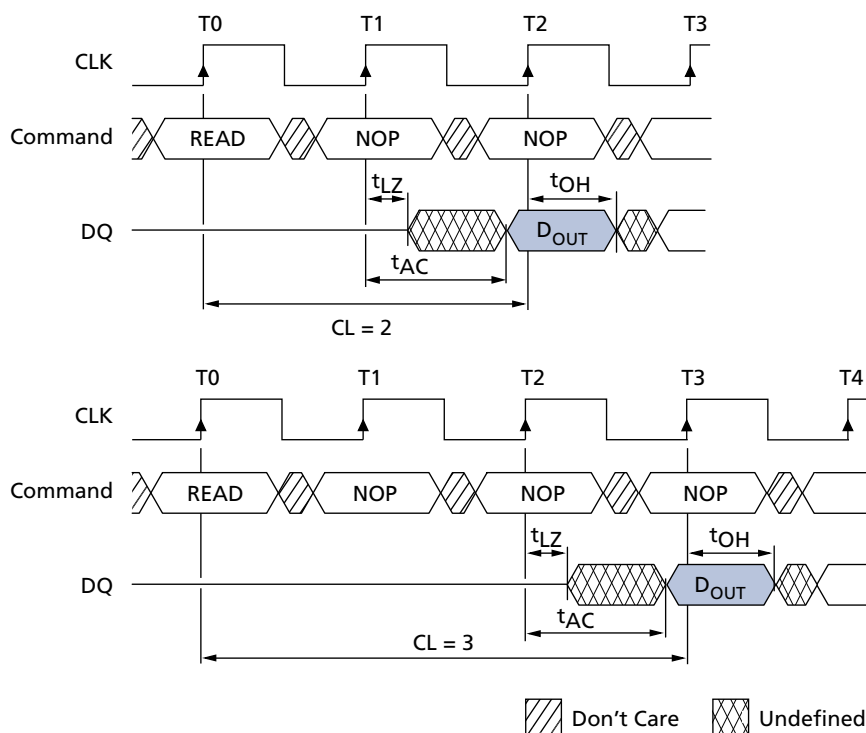 T0 T1 T2 T3
CLK
Command READ NOP NOP
tLZ tOH
DQ DOUT
tAC
CL = 2
T0 T1 T2 T3 T4
CLK
Command READ NOP NOP NOP
tLZ tOH
DQ DOUT
tAC
CL = 3
Don't Care Undefined